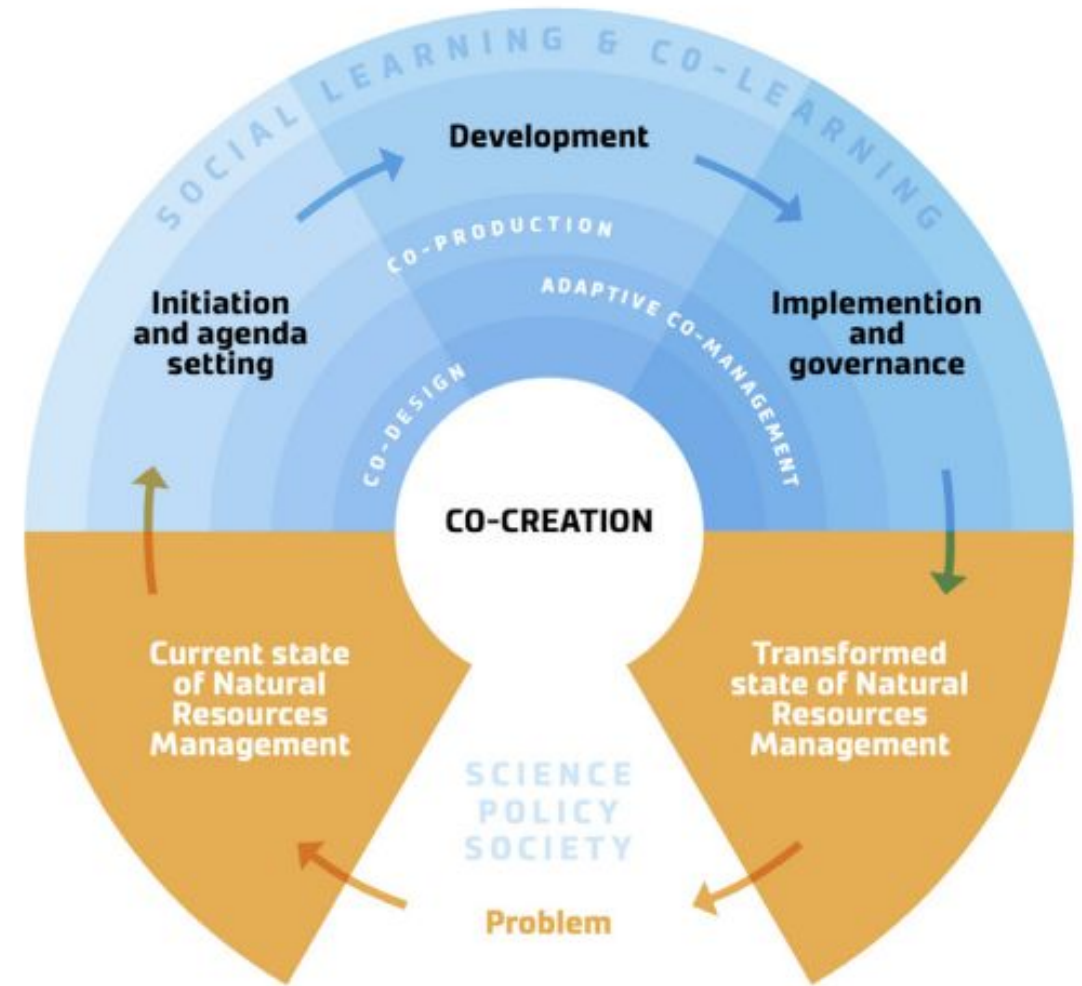 SOCIAL LEARNING & CO-LEARNING
Development
CO-PRODUCTION
ADAPTIVE CO-MANAGEMENT
Initiation
and agenda
setting
Implemention
and
governance
CO-DESIGN
CO-CREATION
Current state
of Natural
Resources
Management
Transformed
state of Natural
Resources
Management
SCIENCE
POLICY
SOCIETY
Problem